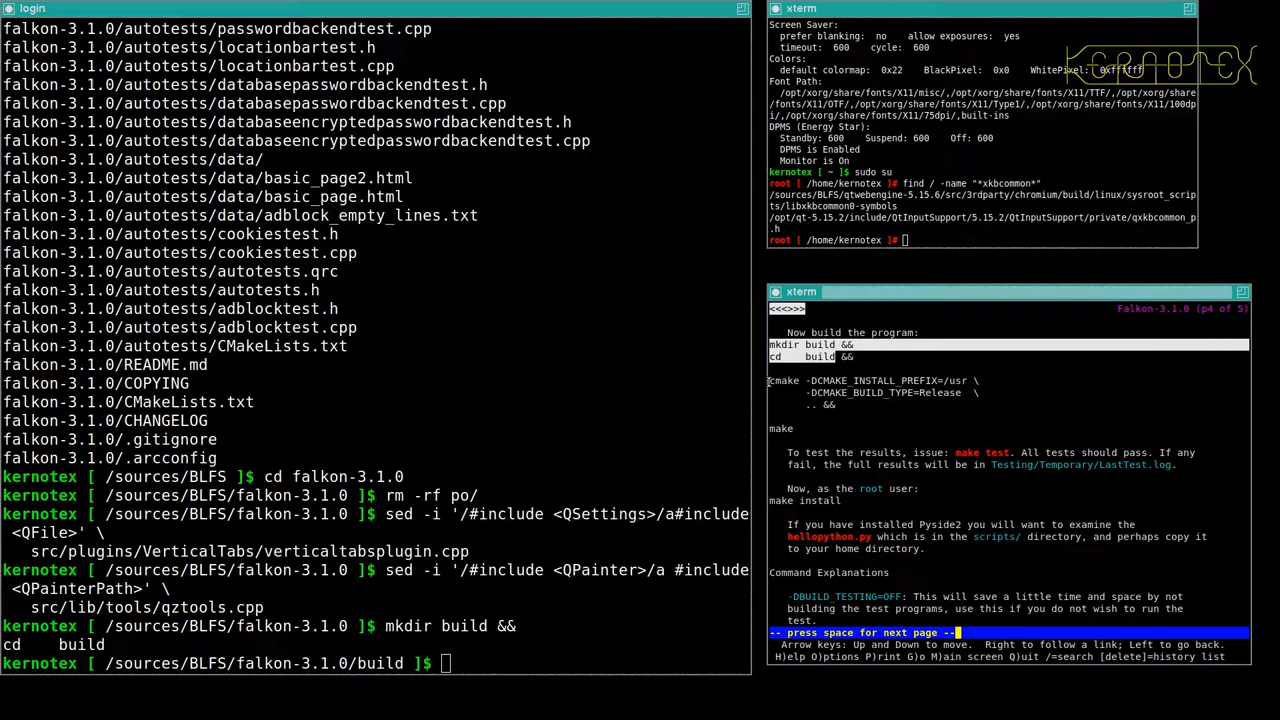 login
falkon-3.1.0/autotests/passwordbackendtest.cpp
falkon-3.1.0/autotests/locationbartest.h
falkon-3.1.0/autotests/locationbartest.cpp
falkon-3.1.0/autotests/databasepasswordbackendtest.h
falkon-3.1.0/autotests/databasepasswordbackendtest.cpp
falkon-3.1.0/autotests/databaseencryptedpasswordbackendtest.h
falkon-3.1.0/autotests/databaseencryptedpasswordbackendtest.cpp
falkon-3.1.0/autotests/data/
falkon-3.1.0/autotests/data/basic_page2.html
falkon-3.1.0/autotests/data/basic_page.html
falkon-3.1.0/autotests/data/adblock_empty_lines.txt
falkon-3.1.0/autotests/cookiestest.h
falkon-3.1.0/autotests/cookiestest.cpp
falkon-3.1.0/autotests/autotests.qrc
falkon-3.1.0/autotests/autotests.h
falkon-3.1.0/autotests/adblocktest.h
falkon-3.1.0/autotests/adblocktest.cpp
falkon-3.1.0/autotests/CMakeLists.txt
falkon-3.1.0/README.md
falkon-3.1.0/COPYING
falkon-3.1.0/CMakeLists.txt
falkon-3.1.0/CHANGELOG
falkon-3.1.0/.gitignore
falkon-3.1.0/.arcconfig
kernotex [ /sources/BLFS ]$ cd falkon-3.1.0
kernotex [ /sources/BLFS/falkon-3.1.0 ]$ rm -rf po/
kernotex [ /sources/BLFS/falkon-3.1.0 ]$ sed -i '/#include <QSettings>/a#include
<QFile>' \
src/plugins/VerticalTabs/verticaltabsplugin.cpp
kernotex [ /sources/BLFS/falkon-3.1.0 ]$ sed -i '/#include <QPainter>/a #include
<QPainterPath>' \
src/lib/tools/qztools.cpp
kernotex [ /sources/BLFS/falkon-3.1.0 ]$ mkdir build &&
cd    build
kernotex [ /sources/BLFS/falkon-3.1.0/build ]$
xterm
Screen Saver:
prefer blanking:  no    allow exposures:  yes
timeout:  600    cycle:  600
Colors:
default colormap:  0x22    BlackPixel:  0x0    WhitePixel:  0xffffff
KERNOTEX
Font Path:
/opt/xorg/share/fonts/X11/misc/,/opt/xorg/share/fonts/X11/TTF/,/opt/xorg/share
/fonts/X11/OTF/,/opt/xorg/share/fonts/X11/Type1/,/opt/xorg/share/fonts/X11/100dp
i/,/opt/xorg/share/fonts/X11/75dpi/,built-ins
DPMS (Energy Star):
Standby: 600    Suspend: 600    Off: 600
DPMS is Enabled
Monitor is On
kernotex [ ~ ]$ sudo su
root [ /home/kernotex ]# find / -name "*xkbcommon*"
/sources/BLFS/qtwebengine-5.15.6/src/3rdparty/chromium/build/linux/sysroot_scrip
ts/libxkbcommon0-symbols
/opt/qt-5.15.2/include/QtInputSupport/5.15.2/QtInputSupport/private/qxkbcommon_p
.h
root [ /home/kernotex ]#
xterm
<<<>>>
Falkon-3.1.0 (p4 of 5)
Now build the program:
mkdir build &&
cd    build &&
cmake -DCMAKE_INSTALL_PREFIX=/usr \
-DCMAKE_BUILD_TYPE=Release  \
.. &&
make
To test the results, issue: make test. All tests should pass. If any
fail, the full results will be in Testing/Temporary/LastTest.log.
Now, as the root user:
make install
If you have installed Pyside2 you will want to examine the
hellopython.py which is in the scripts/ directory, and perhaps copy it
to your home directory.
Command Explanations
-DBUILD_TESTING=OFF: This will save a little time and space by not
building the test programs, use this if you do not wish to run the
test.
-- press space for next page --
Arrow keys: Up and Down to move.  Right to follow a link; Left to go back.
H)elp O)ptions P)rint G)o M)ain screen Q)uit /=search [delete]=history list